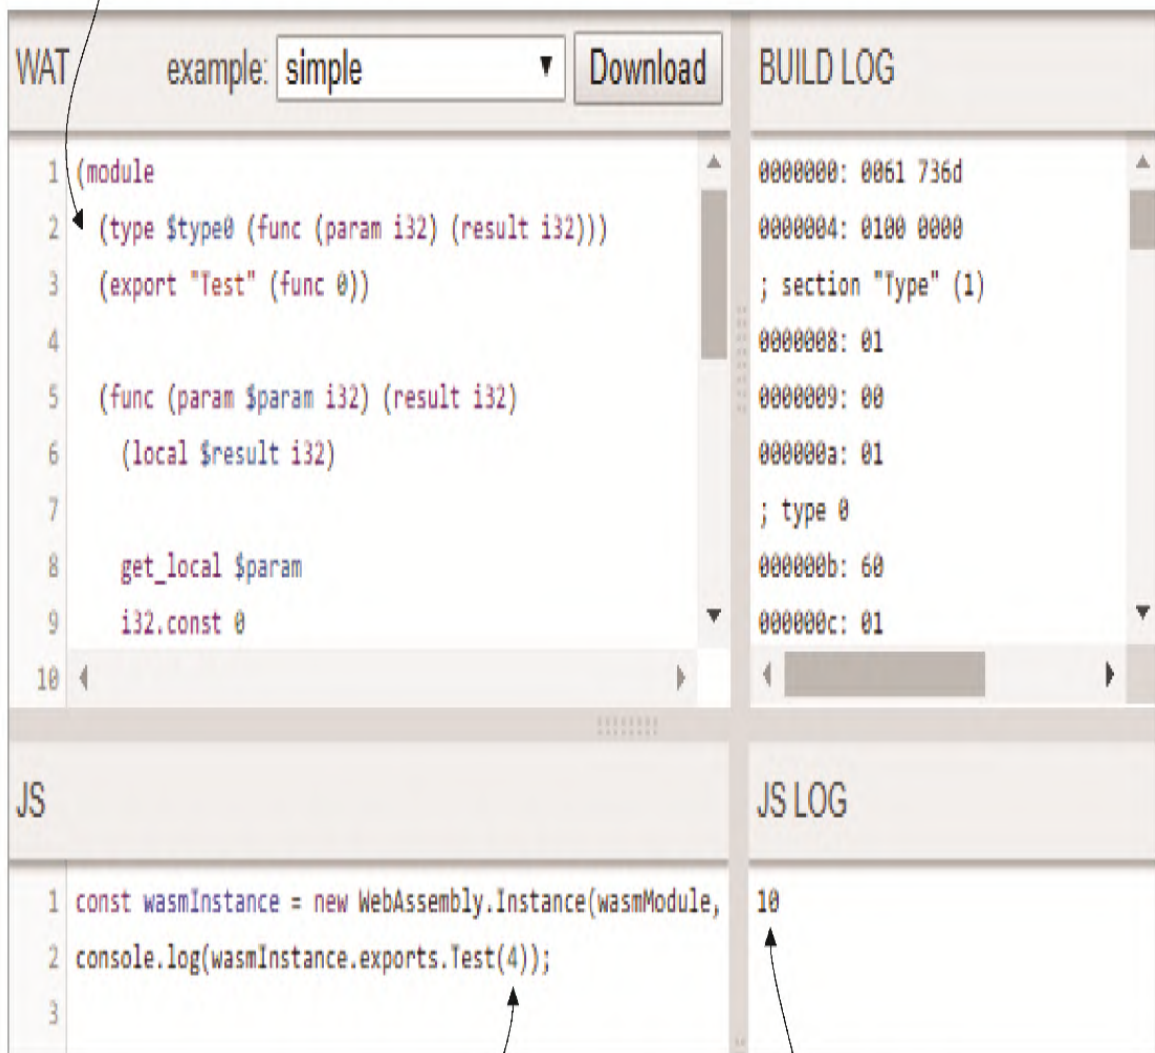 WAT example: simple ▼ Download
1 (module
2 (type $type0 (func (param i32) (result i32)))
3 (export "Test" (func 0))
4
5 (func (param $param i32) (result i32)
6 (local $result i32)
7
8 get_local $param
9 i32.const 0
10
BUILD LOG
0000000: 0061 736d
0000004: 0100 0000
; section "Type" (1)
0000008: 01
0000009: 00
000000a: 01
; type 0
000000b: 60
000000c: 01
JS
1 const wasmInstance = new WebAssembly.Instance(wasmModule,
2 console.log(wasmInstance.exports.Test(4));
3
JS LOG
10